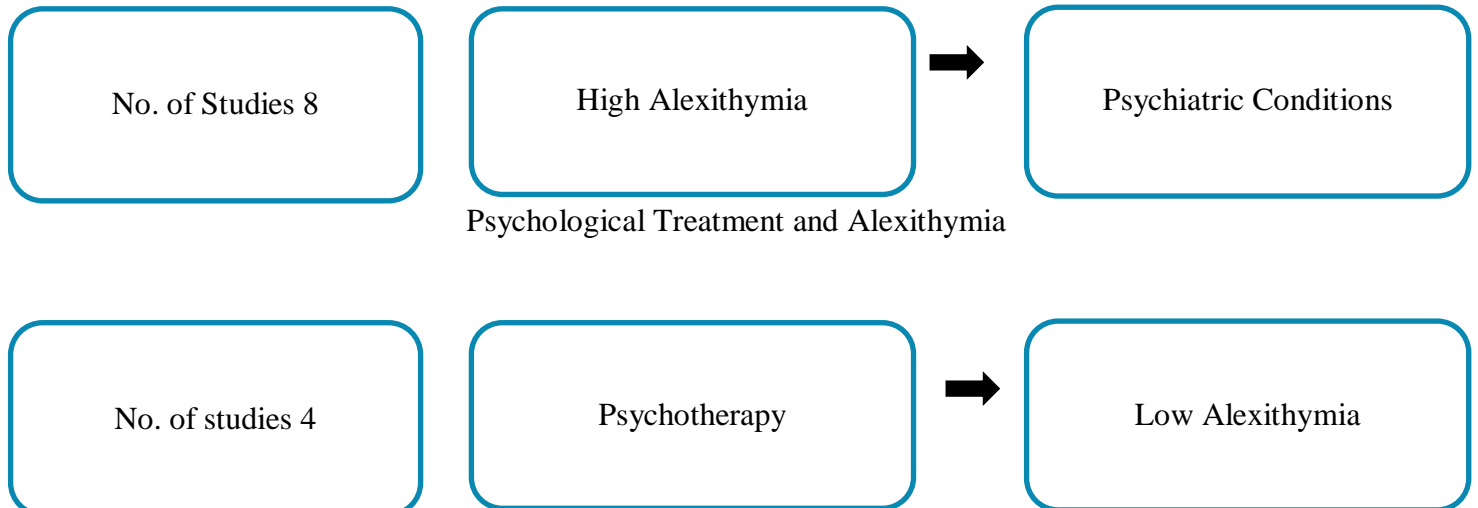 No. of Studies 8
High Alexithymia
Psychiatric Conditions
Psychological Treatment and Alexithymia
No. of studies 4
Psychotherapy
Low Alexithymia